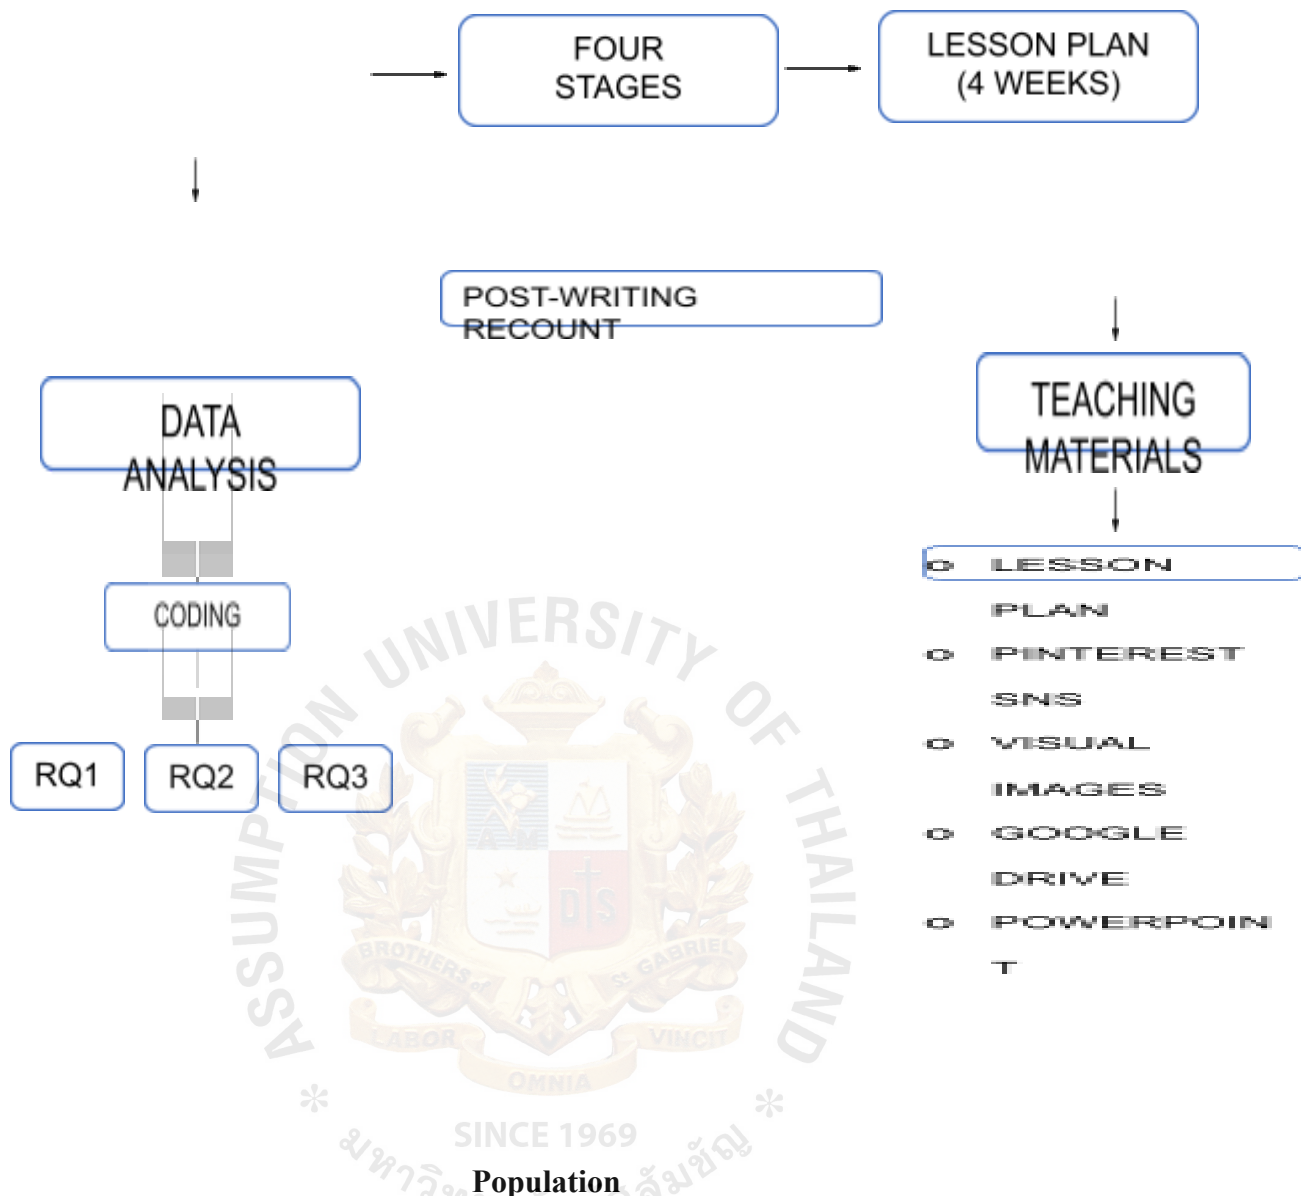 FOUR
STAGES
LESSON PLAN
(4 WEEKS)
POST-WRITING
RECOUNT
DATA
ANALYSIS
TEACHING
MATERIALS
CODING
RQ1
RQ2
RQ3
o LESSON
PLAN
o PINTEREST
SNS
o VISUAL
IMAGES
o GOOGLE
DRIVE
o POWERPOIN
T
ASSUMPTION UNIVERSITY OF THAILAND
A M
D S
BROTHERS of St GABRIEL
LABOR
VINCIT
OMNIA
SINCE 1969
Population